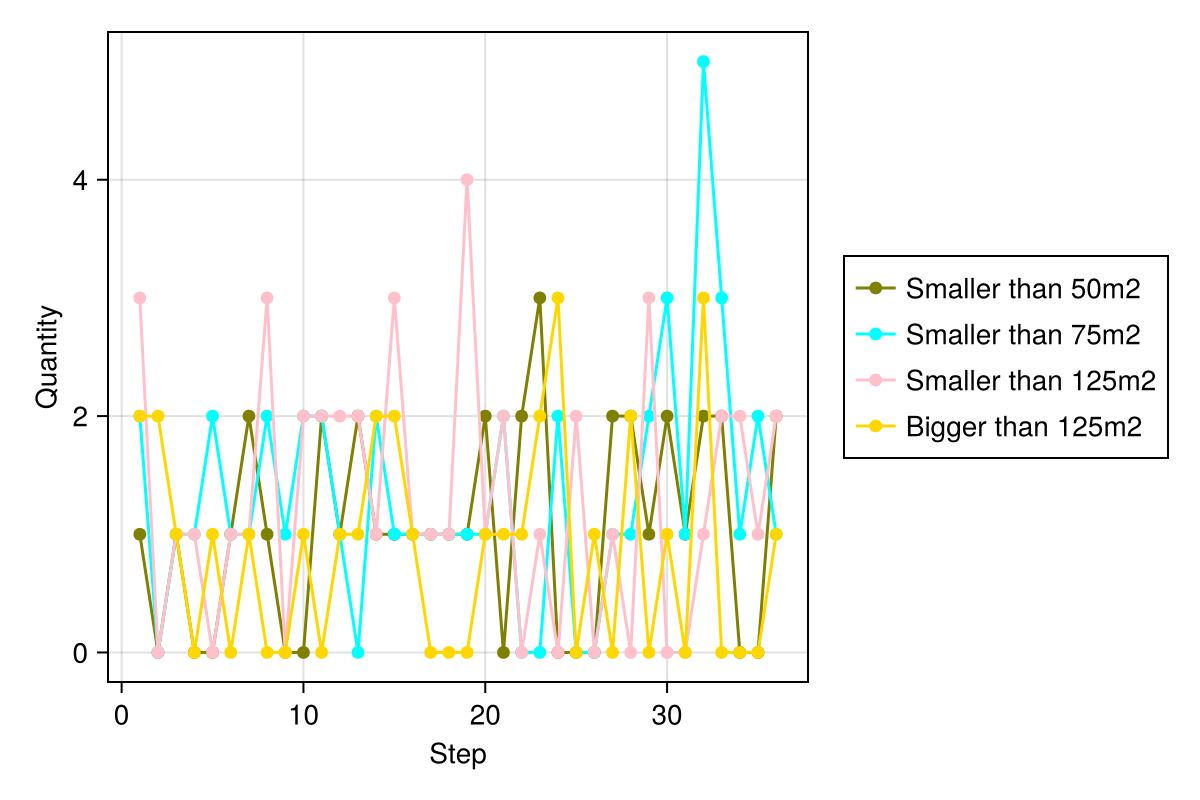 4
2
0
0 10 20 30
Quantity
Step
Smaller than 50m2
Smaller than 75m2
Smaller than 125m2
Bigger than 125m2